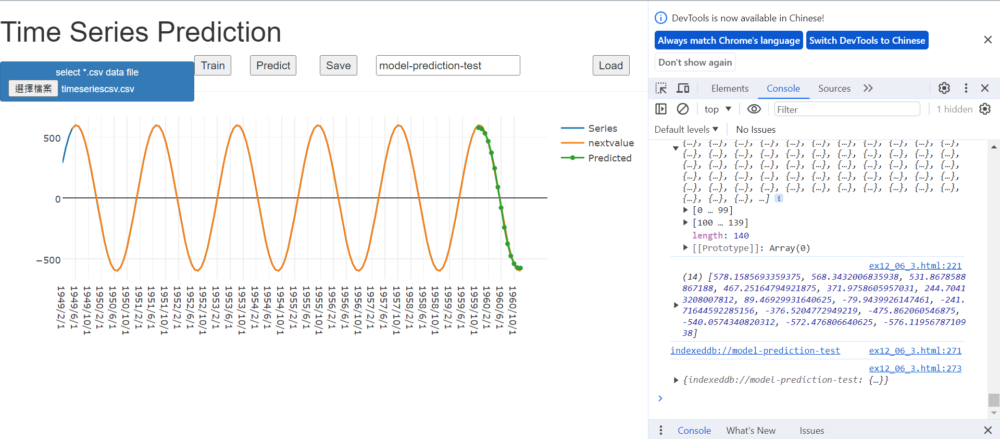 Time Series Prediction
select *.csv data file
選擇檔案 timeseriescsv.csv
Train
Predict
Save
model-prediction-test
Load
500
0
−500
Series
nextvalue
Predicted
1949/2/1
1949/6/1
1949/10/1
1950/2/1
1950/6/1
1950/10/1
1951/2/1
1951/6/1
1951/10/1
1952/2/1
1952/6/1
1952/10/1
1953/2/1
1953/6/1
1953/10/1
1954/2/1
1954/6/1
1954/10/1
1955/2/1
1955/6/1
1955/10/1
1956/2/1
1956/6/1
1956/10/1
1957/2/1
1957/6/1
1957/10/1
1958/2/1
1958/6/1
1958/10/1
1959/2/1
1959/6/1
1959/10/1
1960/2/1
1960/6/1
1960/10/1
DevTools is now available in Chinese!
Always match Chrome's language
Switch DevTools to Chinese
Don't show again
Elements Console Sources
top Filter 1 hidden
Default levels No Issues
{…}, {…}, {…}, {…}, {…}, {…}, {…}, {…}, {…}, {…}, {…},
{…}, {…}, {…}, {…}, {…}, {…}, {…}, {…}, {…}, {…}, {…},
{…}, {…}, {…}, {…}, {…}, {…}, {…}, {…}, {…}, {…}, {…},
{…}, {…}, {…}, {…}, {…}, {…}, {…}, {…}, {…}, {…}, {…},
{…}, {…}, {…}, {…}, {…}, {…}, {…}, {…}, {…}, {…}, {…},
{…}, {…}, {…}, …] i
[0 … 99]
[100 … 139]
length: 140
[[Prototype]]: Array(0)
ex12_06_3.html:221
(14) [578.1585693359375, 568.3432006835938, 531.8678588
867188, 467.25164794921875, 371.9758605957031, 244.7041
3208007812, 89.46929931640625, -79.9439926147461, -241.
71644592285156, -376.5204772949219, -475.862060546875,
-540.0574340820312, -572.476806640625, -576.11956787109
38]
indexeddb://model-prediction-test ex12_06_3.html:271
ex12_06_3.html:273
{indexeddb://model-prediction-test: {…}}
Console What's New Issues